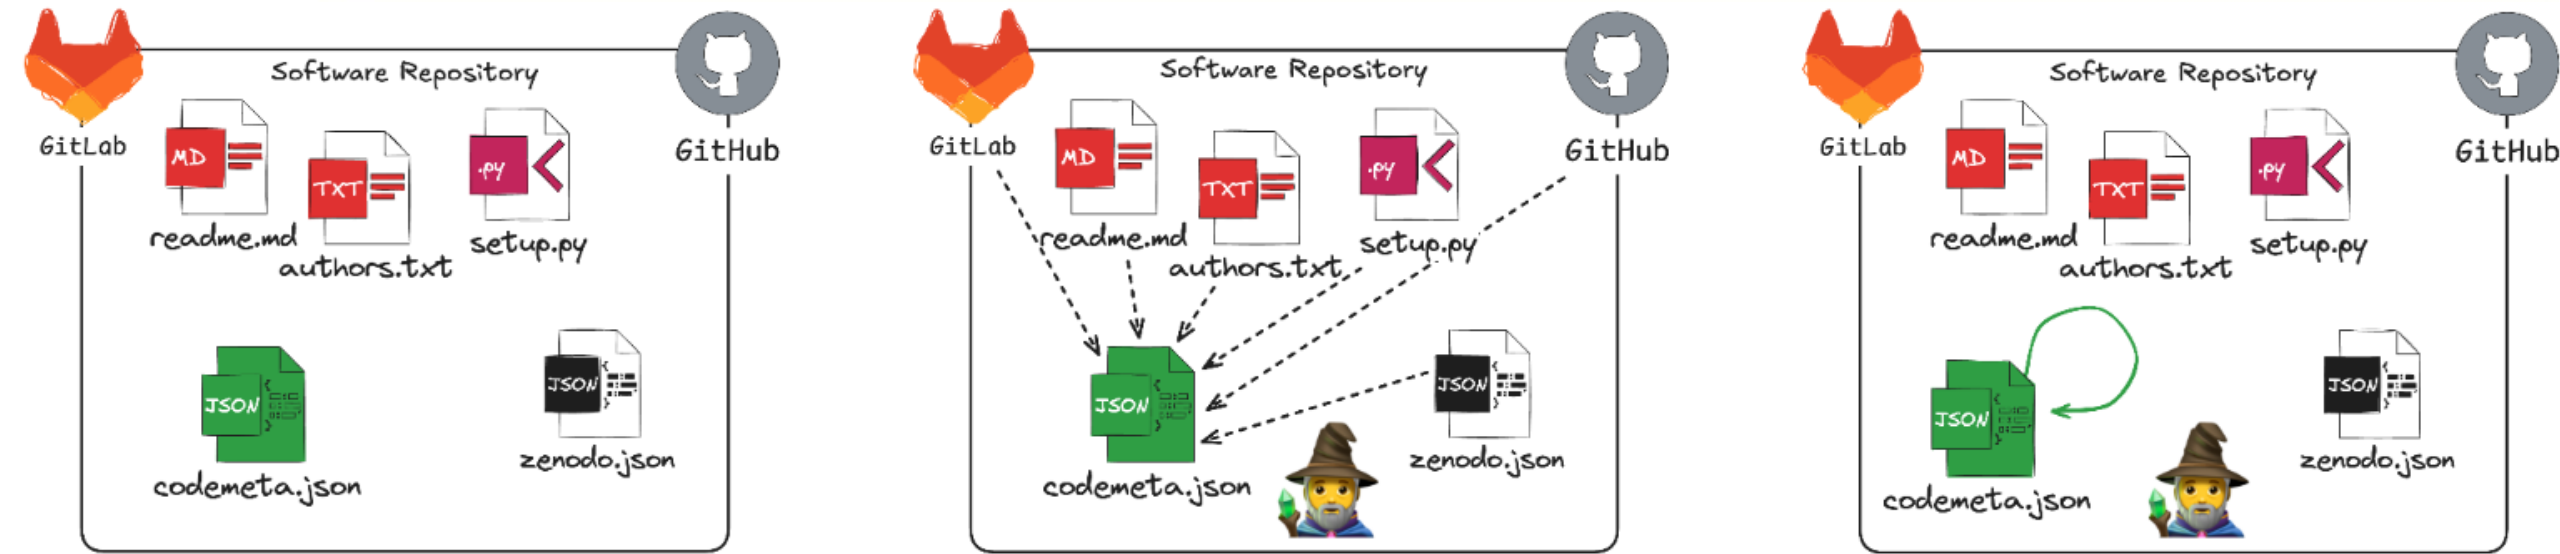 Software Repository
GitLab
GitHub
MD
TXT
.py
readme.md
authors.txt
setup.py
JSON
JSON
codemeta.json
zenodo.json
Software Repository
GitLab
GitHub
MD
TXT
.py
readme.md
authors.txt
setup.py
JSON
JSON
codemeta.json
zenodo.json
Software Repository
GitLab
GitHub
MD
TXT
.py
readme.md
authors.txt
setup.py
JSON
JSON
codemeta.json
zenodo.json